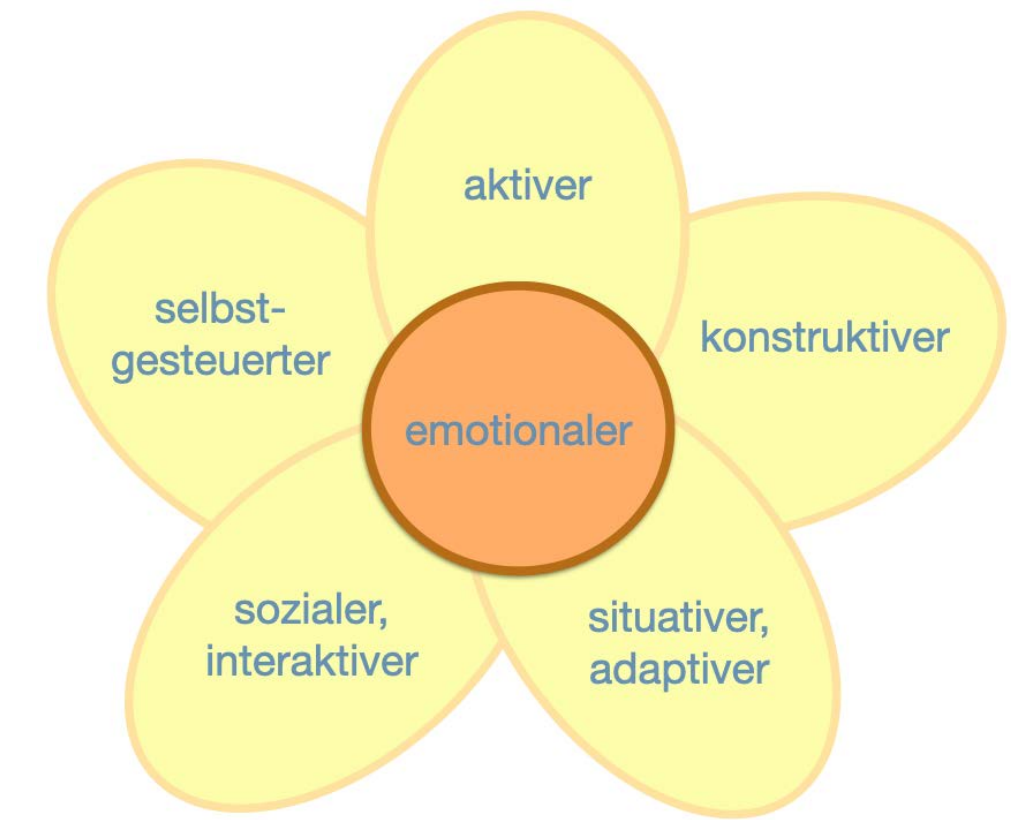 aktiver
konstruktiver
selbst-
gesteuerter
emotionaler
sozialer,
interaktiver
situativer,
adaptiver